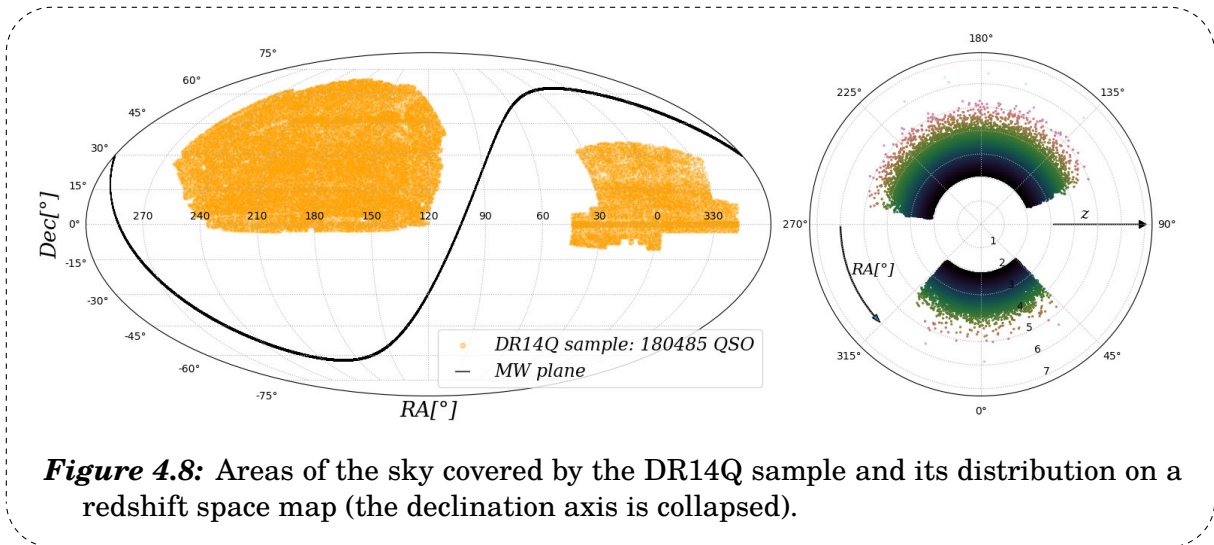 75°
60°
45°
30°
15°
0°
-15°
-30°
-45°
-60°
-75°
Dec[°]
270 240 210 180 150 120 90 60 30 0 330
RA[°]
DR14Q sample: 180485 QSO
MW plane
180°
225° 135°
270° 90°
z
RA[°]
1
2
3
4
5
6
7
315° 45°
0°
Figure 4.8: Areas of the sky covered by the DR14Q sample and its distribution on a
redshift space map (the declination axis is collapsed).